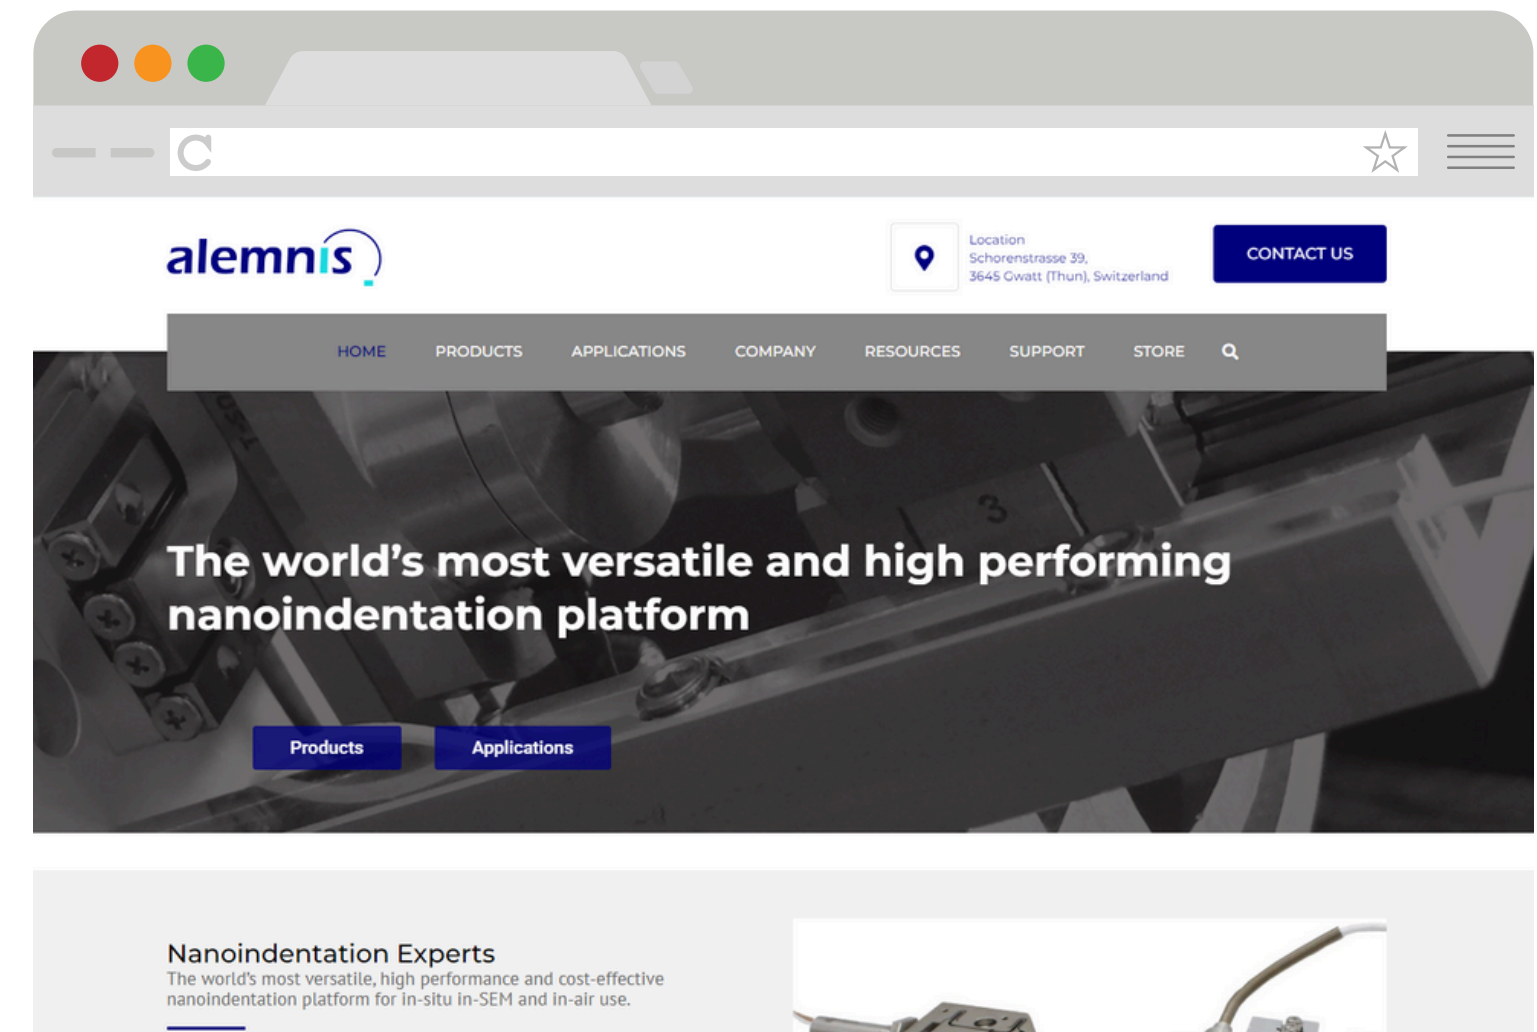 alemnis
Location
Schorenstrasse 39,
3645 Gwatt (Thun), Switzerland
CONTACT US
HOME PRODUCTS APPLICATIONS COMPANY RESOURCES SUPPORT STORE
3
The world’s most versatile and high performing
nanoindentation platform
Products Applications
Nanoindentation Experts
The world's most versatile, high performance and cost-effective
nanoindentation platform for in-situ in-SEM and in-air use.